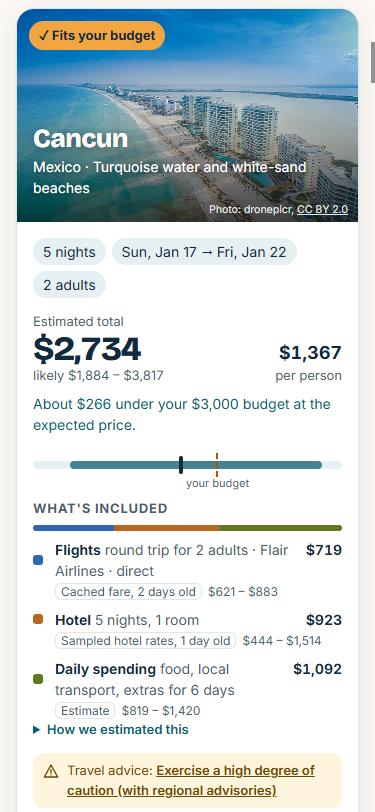 ✓ Fits your budget
Cancun
Mexico · Turquoise water and white-sand
beaches
Photo: dronepicr, CC BY 2.0
5 nights
Sun, Jan 17 → Fri, Jan 22
2 adults
Estimated total
$2,734
$1,367
likely $1,884 – $3,817
per person
About $266 under your $3,000 budget at the
expected price.
your budget
WHAT'S INCLUDED
Flights round trip for 2 adults · Flair
$719
Airlines · direct
Cached fare, 2 days old $621 – $883
Hotel 5 nights, 1 room
$923
Sampled hotel rates, 1 day old $444 – $1,514
Daily spending food, local
$1,092
transport, extras for 6 days
Estimate $819 – $1,420
▶ How we estimated this
Travel advice: Exercise a high degree of
caution (with regional advisories)